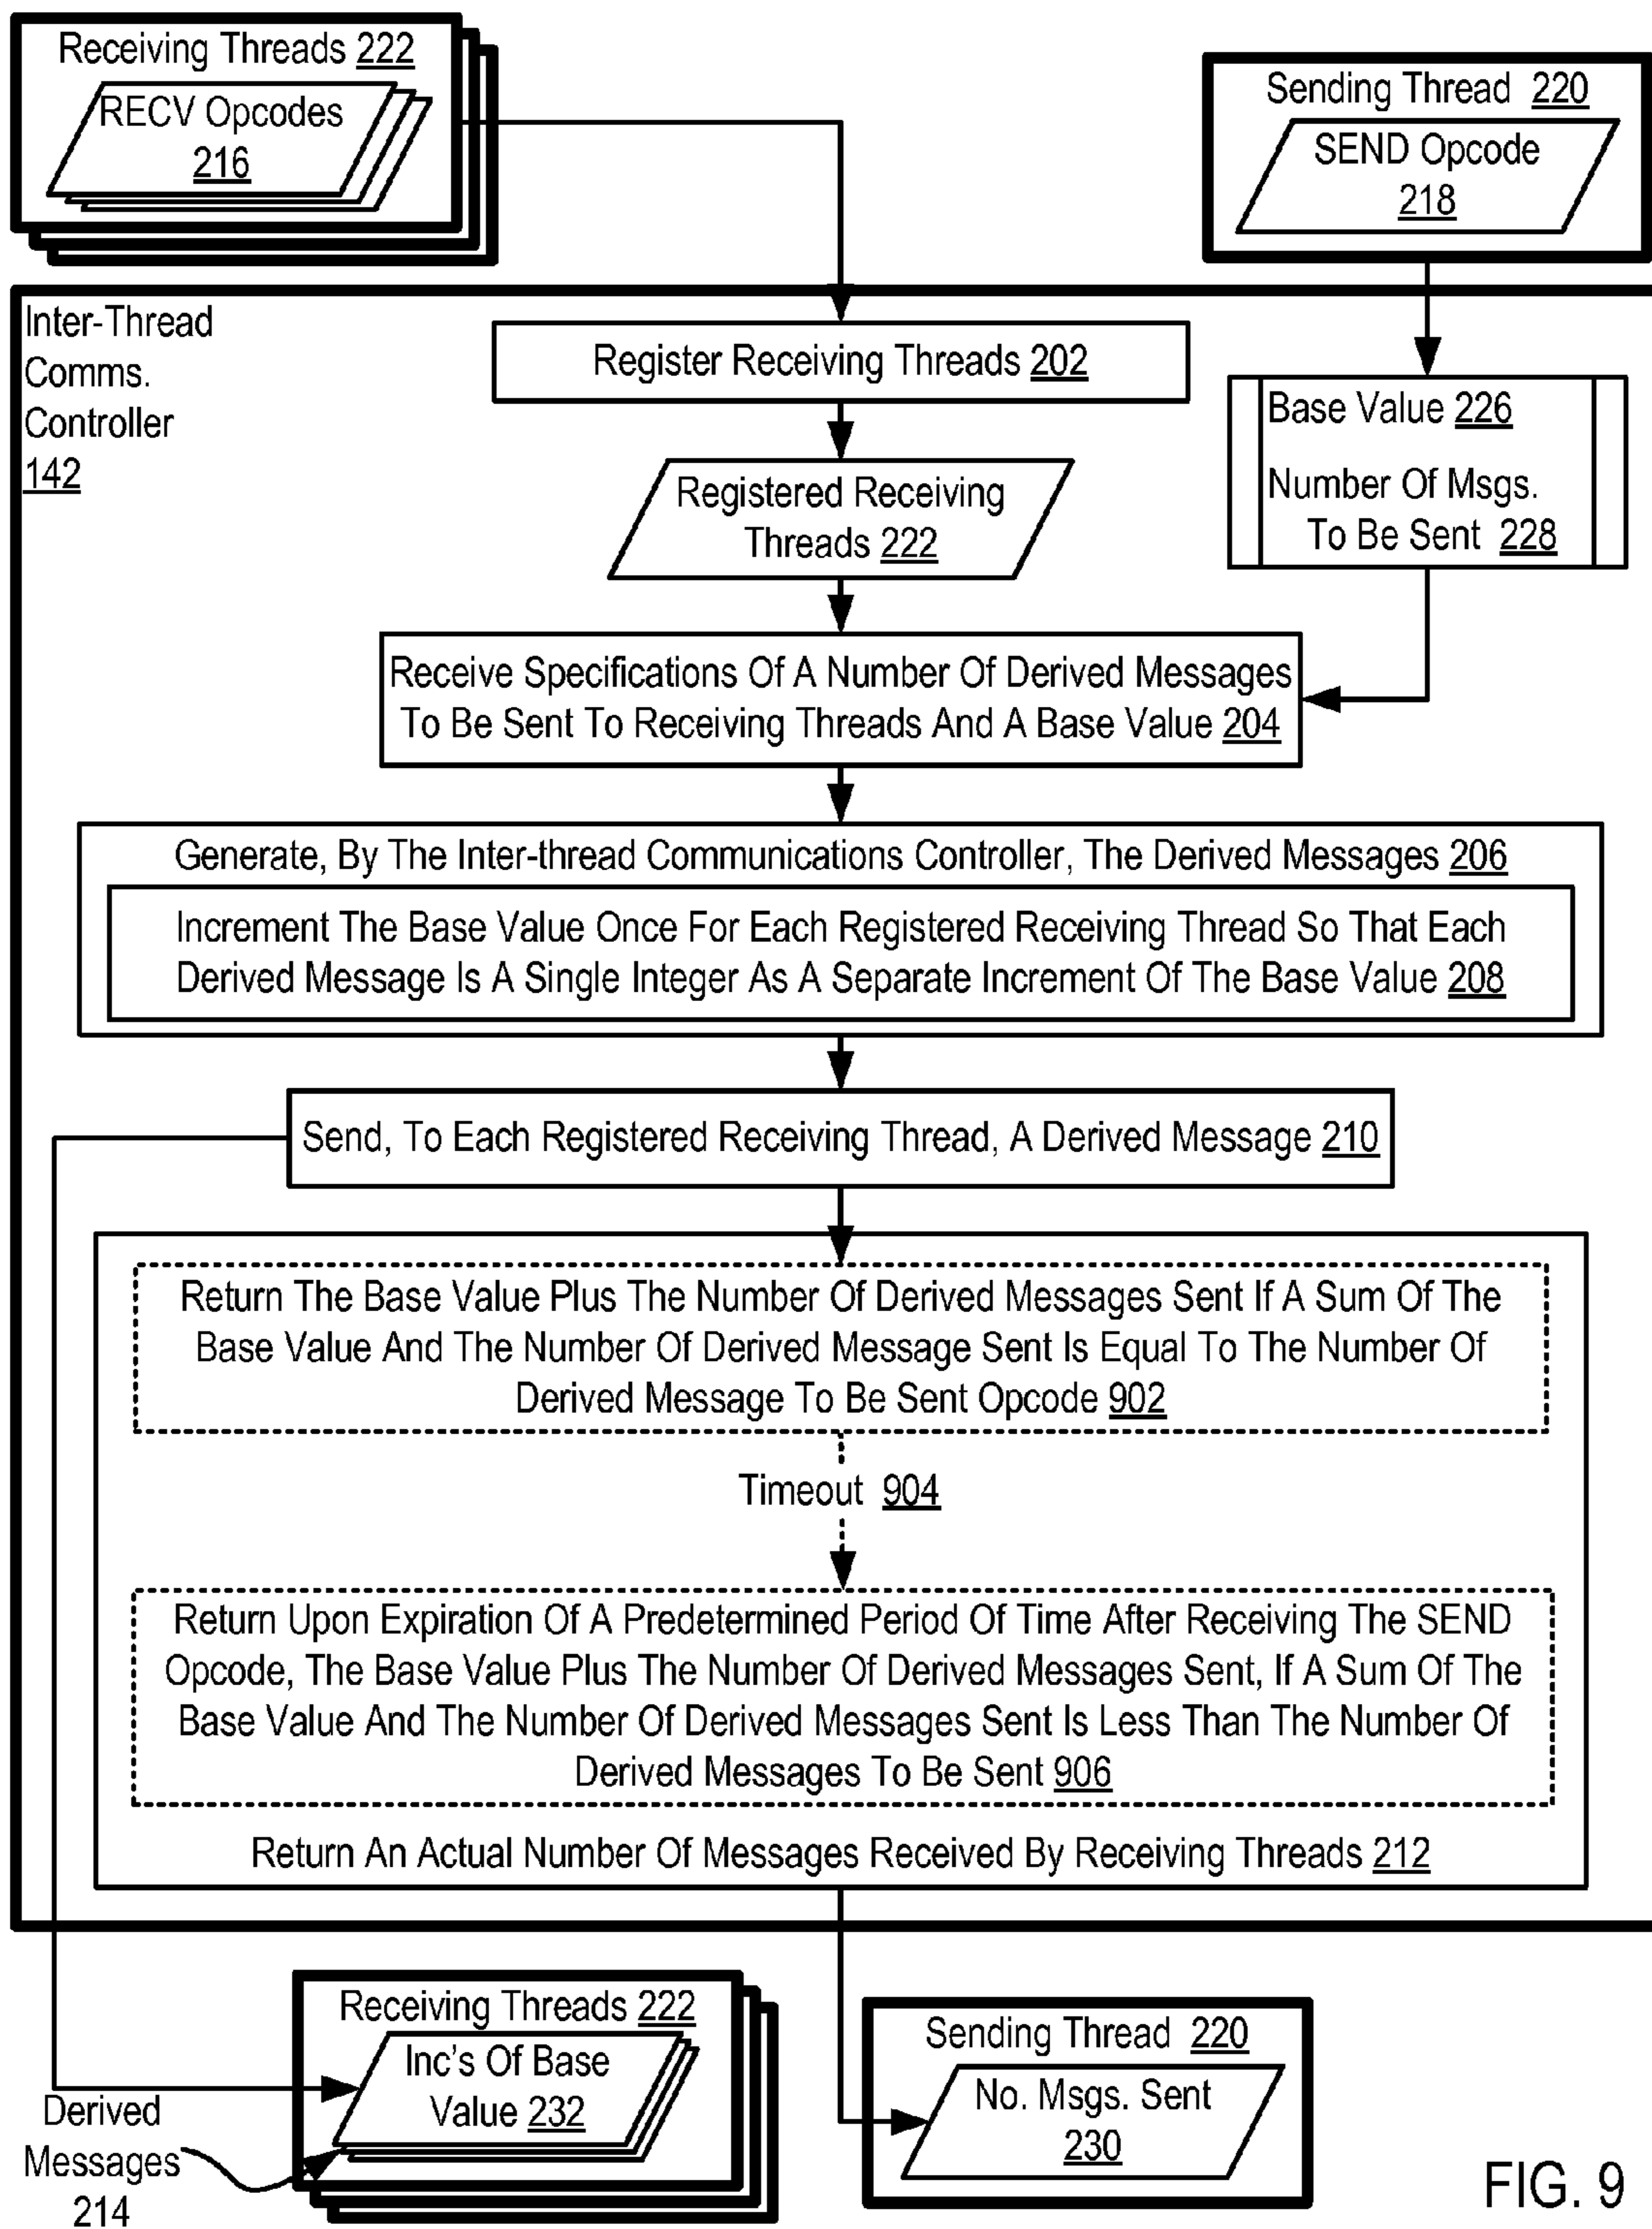 Receiving Threads 222
RECV Opcodes
216
Sending Thread 220
SEND Opcode
218
Inter-Thread
Comms.
Controller
142
Register Receiving Threads 202
Base Value 226
Number Of Msgs.
To Be Sent 228
Registered Receiving
Threads 222
Receive Specifications Of A Number Of Derived Messages
To Be Sent To Receiving Threads And A Base Value 204
Generate, By The Inter-thread Communications Controller, The Derived Messages 206
Increment The Base Value Once For Each Registered Receiving Thread So That Each
Derived Message Is A Single Integer As A Separate Increment Of The Base Value 208
Send, To Each Registered Receiving Thread, A Derived Message 210
Return The Base Value Plus The Number Of Derived Messages Sent If A Sum Of The
Base Value And The Number Of Derived Message Sent Is Equal To The Number Of
Derived Message To Be Sent Opcode 902
Timeout 904
Return Upon Expiration Of A Predetermined Period Of Time After Receiving The SEND
Opcode, The Base Value Plus The Number Of Derived Messages Sent, If A Sum Of The
Base Value And The Number Of Derived Messages Sent Is Less Than The Number Of
Derived Messages To Be Sent 906
Return An Actual Number Of Messages Received By Receiving Threads 212
Receiving Threads 222
Inc's Of Base
Value 232
Derived
Messages
214
Sending Thread 220
No. Msgs. Sent
230
FIG. 9